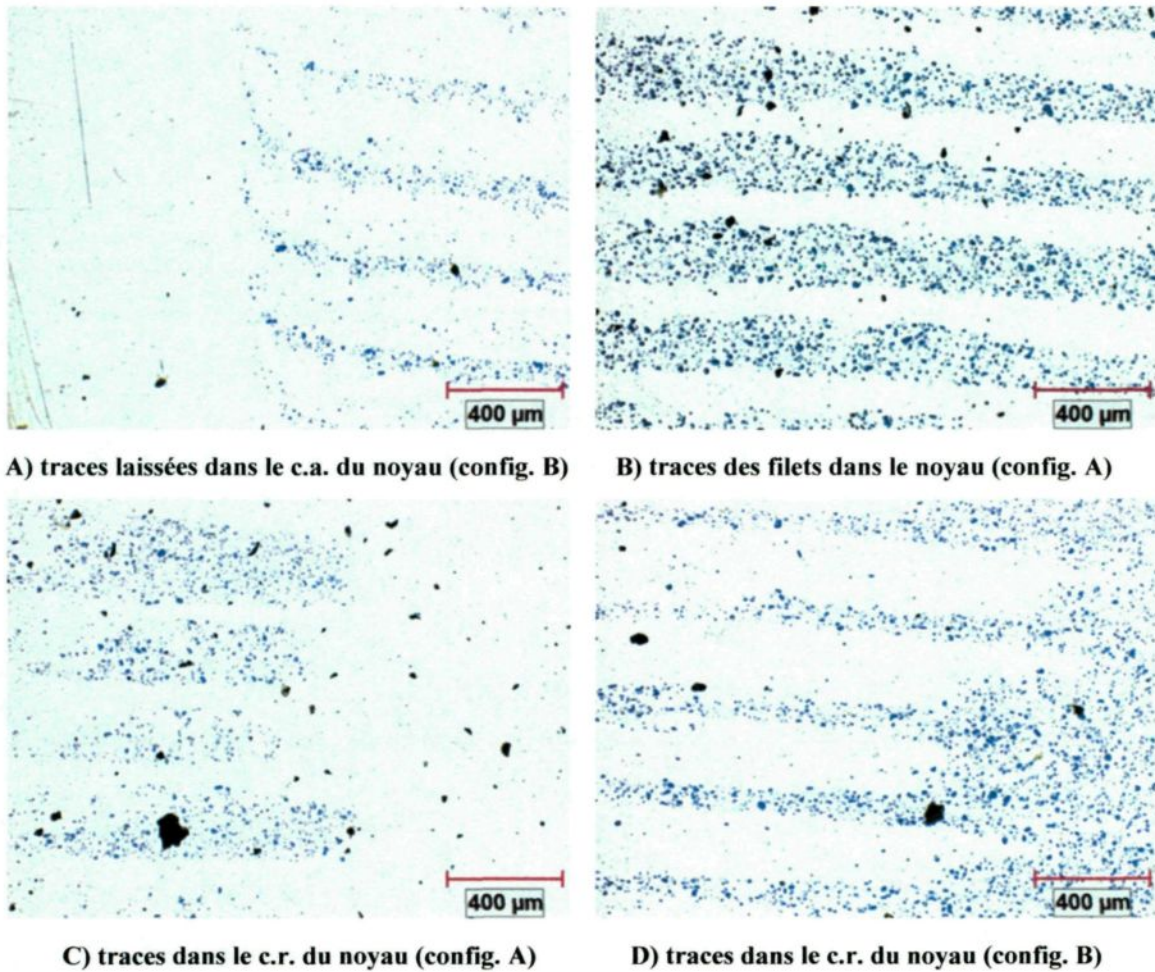 400 µm
400 µm
A) traces laissées dans le c.a. du noyau (config. B)
B) traces des filets dans le noyau (config. A)
400 µm
400 µm
C) traces dans le c.r. du noyau (config. A)
D) traces dans le c.r. du noyau (config. B)